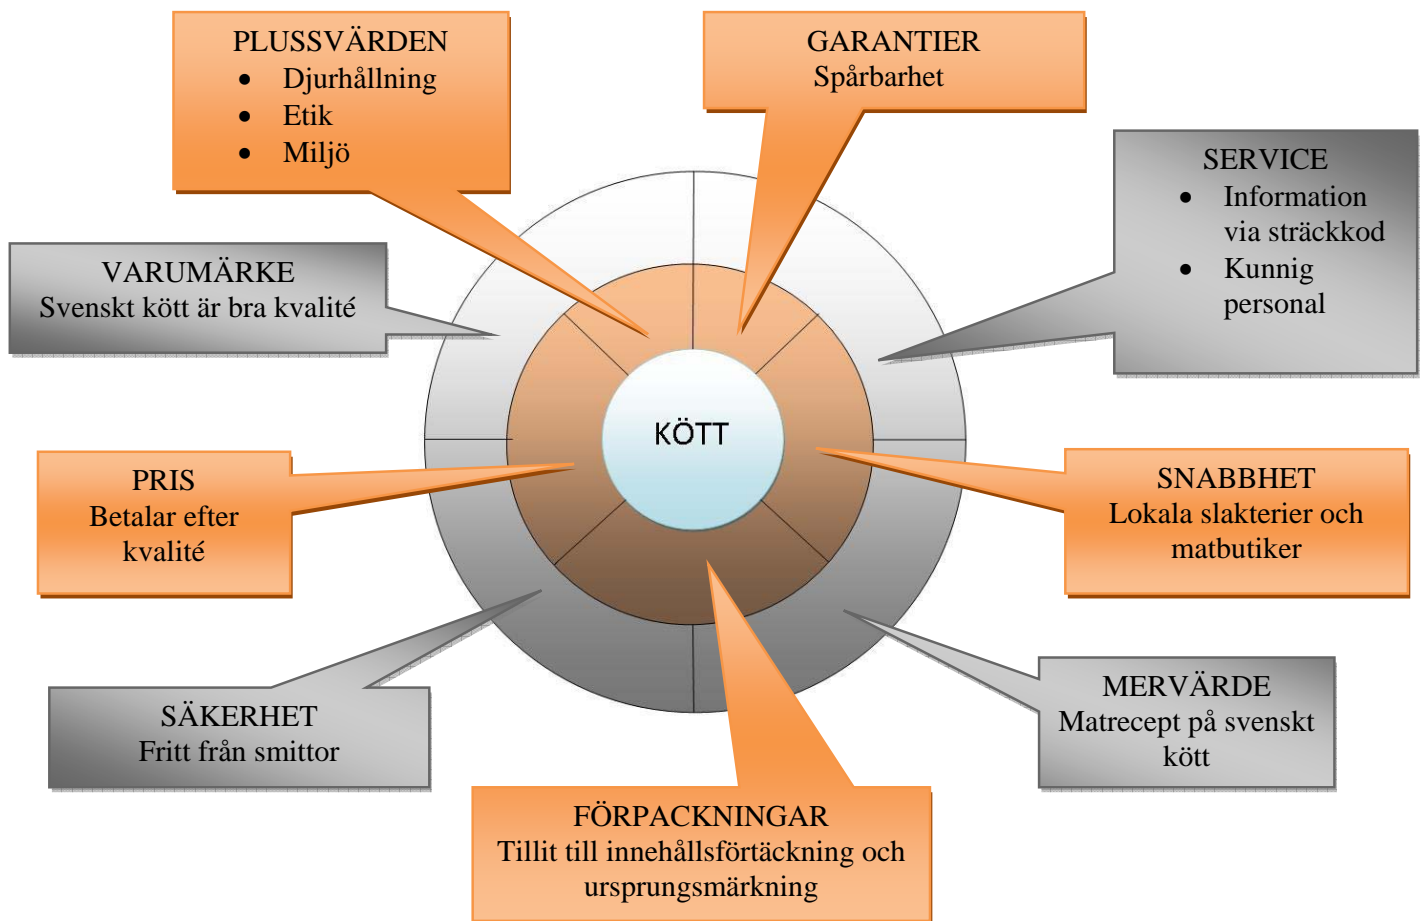 PLUSSVÄRDEN
• Djurhållning
• Etik
• Miljö
GARANTIER
Spårbarhet
SERVICE
• Information
via sträckkod
• Kunnig
personal
VARUMÄRKE
Svenskt kött är bra kvalité
KÖTT
PRIS
Betalar efter
kvalité
SNABBHET
Lokala slakterier och
matbutiker
SÄKERHET
Fritt från smittor
MERVÄRDE
Matrecept på svenskt
kött
FÖRPACKNINGAR
Tillit till innehållsförtäckning och
ursprungsmärkning